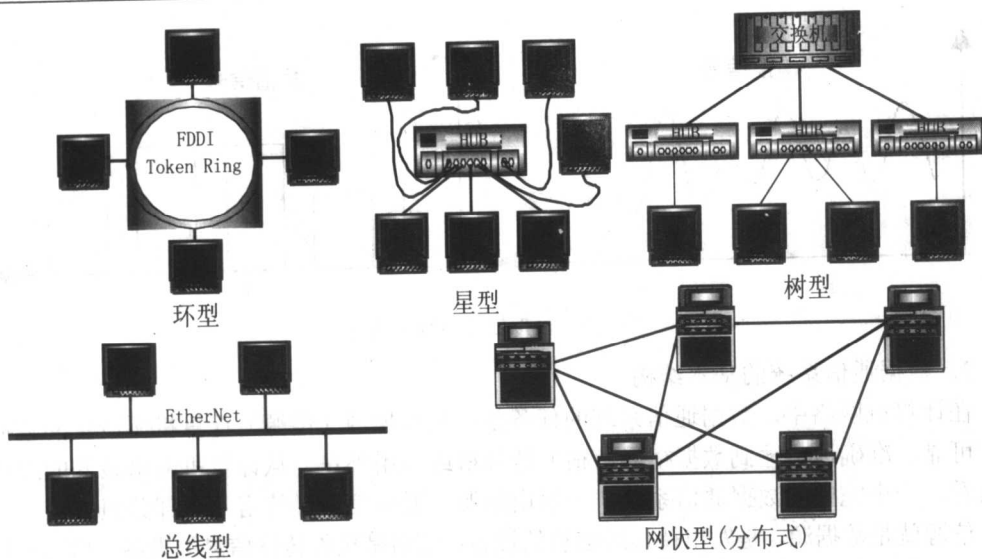 FDDI
Token Ring
环型
HUB
星型
交换机
HUB
HUB
HUB
树型
EtherNet
总线型
网状型(分布式)